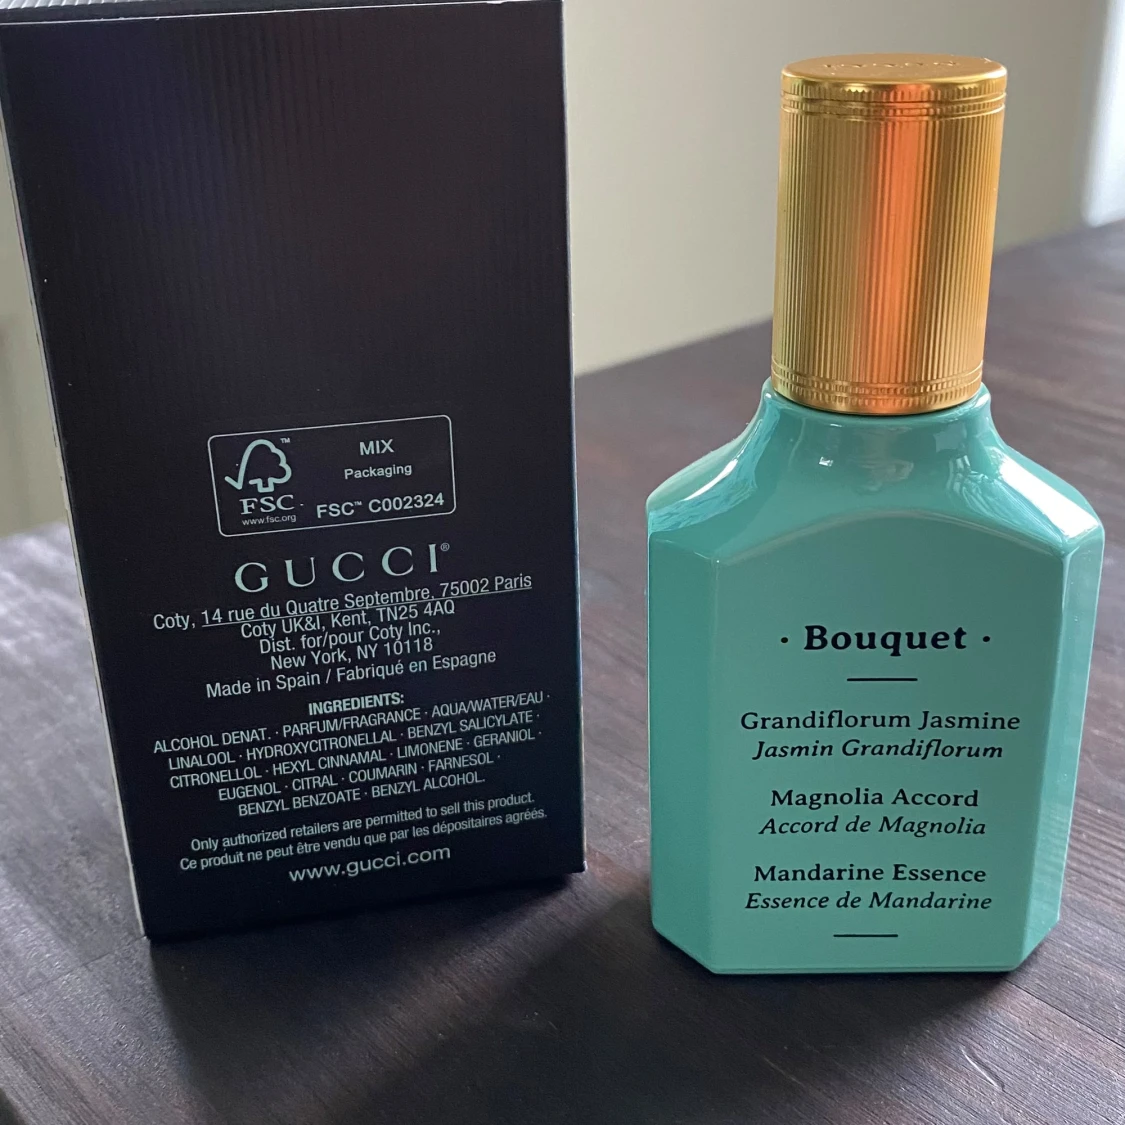 MIX
Packaging
FSC™ C002324
™
FSC
www.fsc.org
GUCCI®
Coty, 14 rue du Quatre Septembre, 75002 Paris
Coty UK&I, Kent, TN25 4AQ
Dist. for/pour Coty Inc.,
New York, NY 10118
Made in Spain / Fabriqué en Espagne
INGREDIENTS:
ALCOHOL DENAT. · PARFUM/FRAGRANCE · AQUA/WATER/EAU ·
LINALOOL · HYDROXYCITRONELLAL · BENZYL SALICYLATE ·
CITRONELLOL · HEXYL CINNAMAL · LIMONENE · GERANIOL ·
EUGENOL · CITRAL · COUMARIN · FARNESOL ·
BENZYL BENZOATE · BENZYL ALCOHOL.
Only authorized retailers are permitted to sell this product.
Ce produit ne peut être vendu que par les dépositaires agréés.
www.gucci.com
· Bouquet ·
Grandiflorum Jasmine
Jasmin Grandiflorum
Magnolia Accord
Accord de Magnolia
Mandarine Essence
Essence de Mandarine